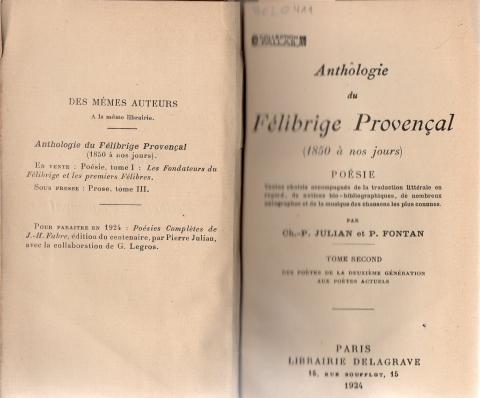 DES MÊMES AUTEURS
A la même librairie.
Anthologie du Félibrige Provençal
(1850 à nos jours).
EN VENTE : Poésie, tome I : Les Fondateurs du
Félibrige et les premiers Félibres.
SOUS PRESSE : Prose, tome III.
POUR PARAITRE EN 1924 : Poésies Complètes de
J.-H. Fabre, édition du centenaire, par Pierre Julian,
avec la collaboration de G. Legros.
Anthologie
du
Félibrige Provençal
(1850 à nos jours)
POÉSIE
Textes choisis accompagnés de la traduction littérale en
regard, de notices bio-bibliographiques, de nombreux
autographes et de la musique des chansons les plus connues.
PAR
Ch.-P. JULIAN et P. FONTAN
TOME SECOND
DES POÈTES DE LA DEUXIÈME GÉNÉRATION
AUX POÈTES ACTUELS
PARIS
LIBRAIRIE DELAGRAVE
15, RUE SOUFFLOT, 15
1924